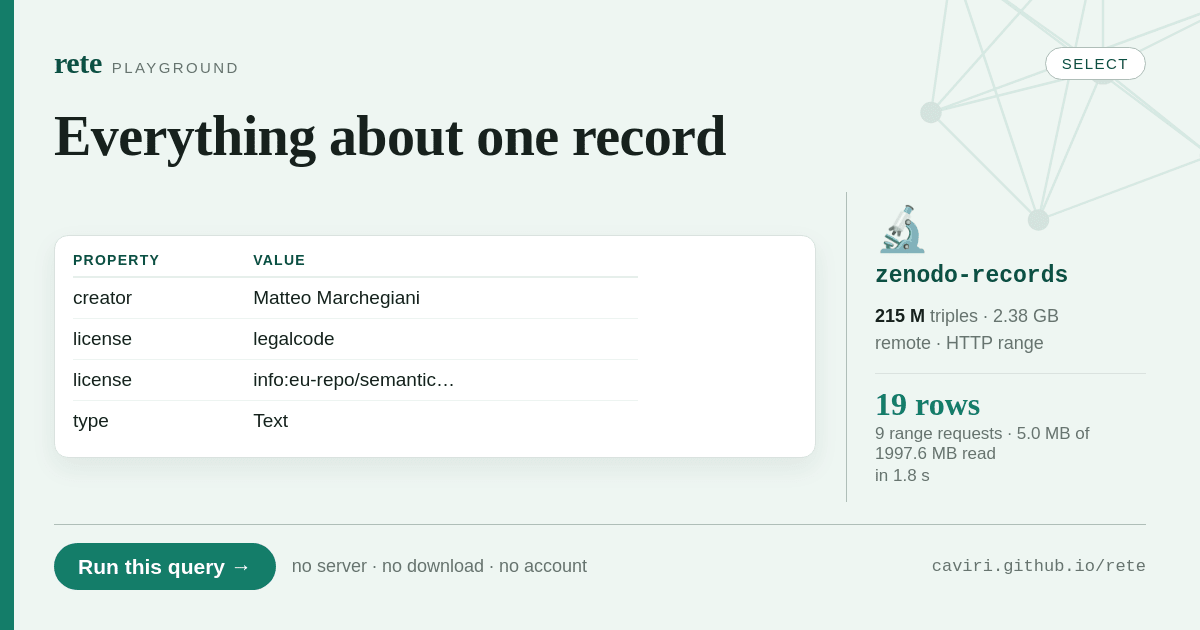 rete PLAYGROUND
SELECT
Everything about one record
PROPERTY VALUE
creator Matteo Marchegiani
license legalcode
license info:eu-repo/semantic…
type Text
zenodo-records
215 M triples · 2.38 GB
remote · HTTP range
19 rows
9 range requests · 5.0 MB of
1997.6 MB read
in 1.8 s
Run this query →
no server · no download · no account
caviri.github.io/rete